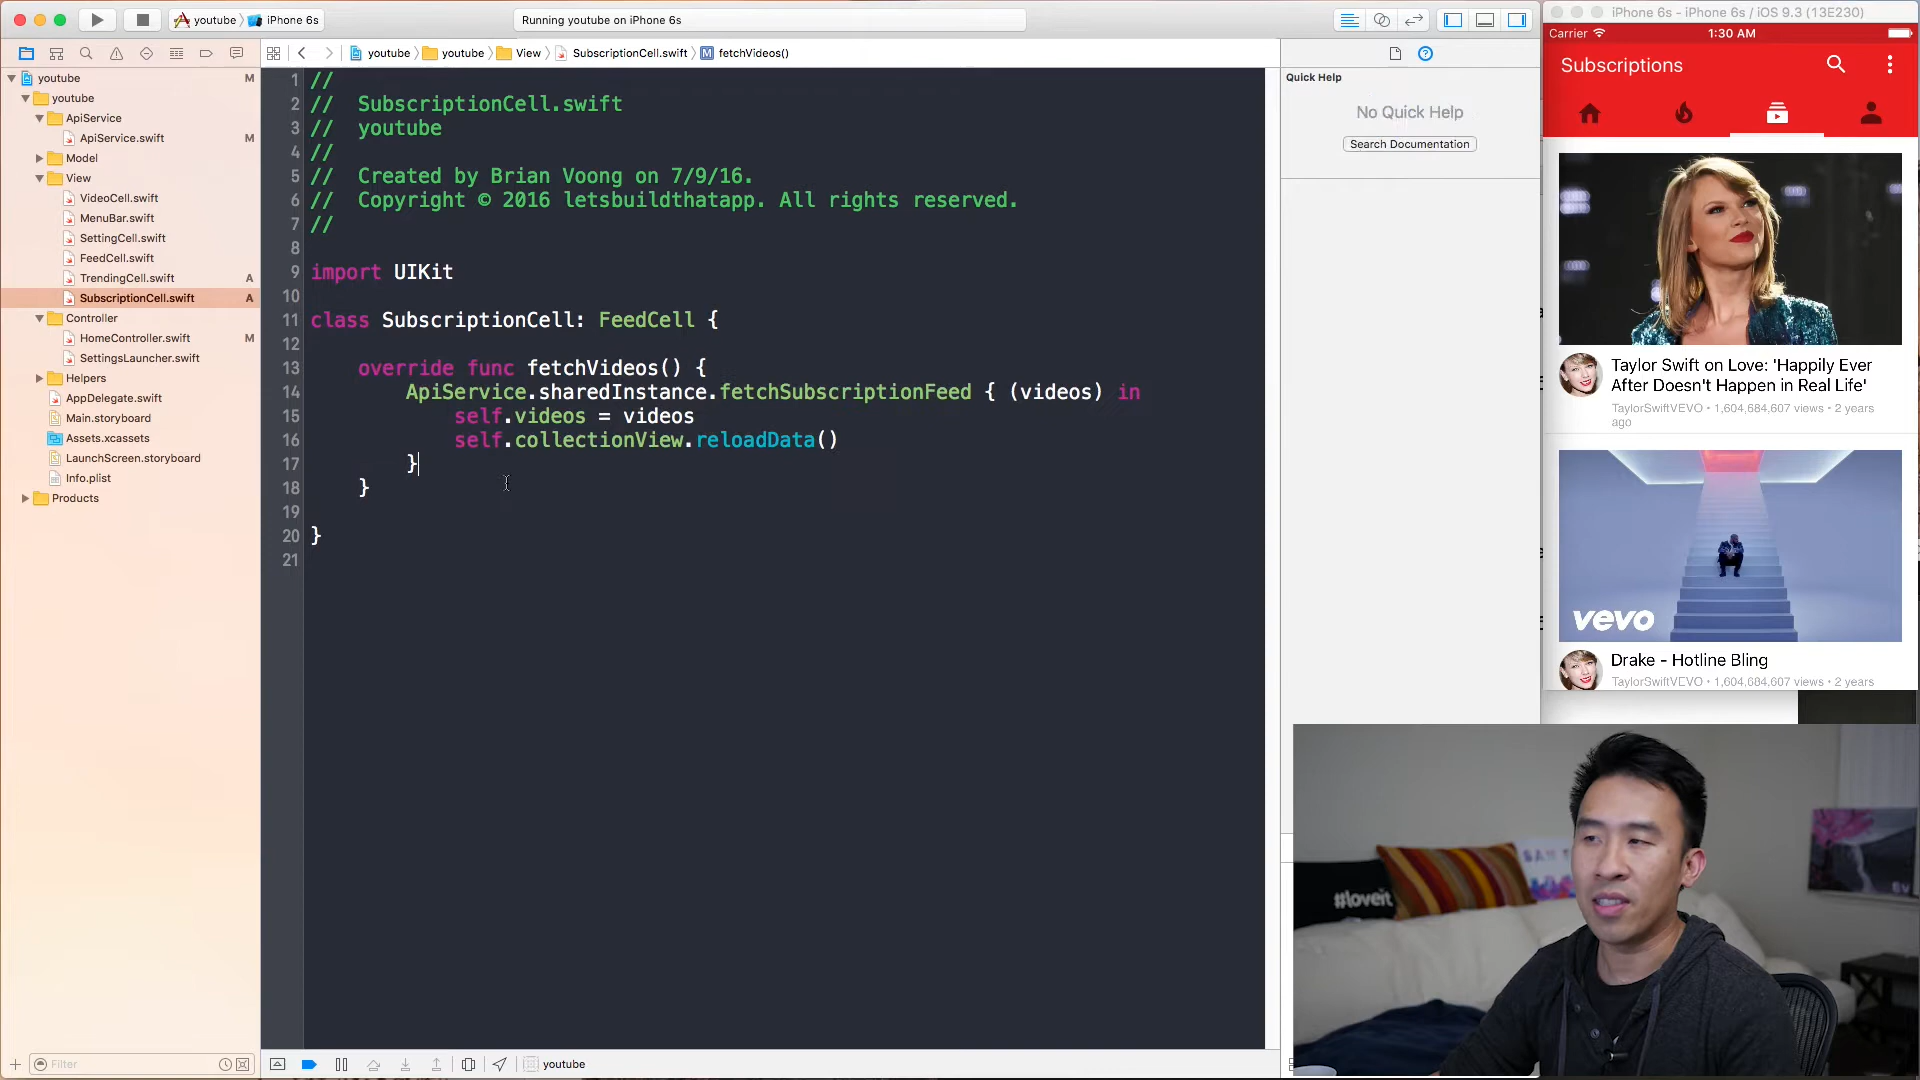 youtube
iPhone 6s
Running youtube on iPhone 6s
iPhone 6s - iPhone 6s / iOS 9.3 (13E230)
youtube
youtube
View
SubscriptionCell.swift
M
fetchVideos()
youtube
M
youtube
ApiService
ApiService.swift
M
Model
View
VideoCell.swift
MenuBar.swift
SettingCell.swift
FeedCell.swift
TrendingCell.swift
A
SubscriptionCell.swift
A
Controller
HomeController.swift
M
SettingsLauncher.swift
Helpers
AppDelegate.swift
Main.storyboard
Assets.xcassets
LaunchScreen.storyboard
Info.plist
Products
Filter
1 //
2 // SubscriptionCell.swift
3 // youtube
4 //
5 // Created by Brian Voong on 7/9/16.
6 // Copyright © 2016 letsbuildthatapp. All rights reserved.
7 //
8
9 import UIKit
10
11 class SubscriptionCell: FeedCell {
12
13 override func fetchVideos() {
14 ApiService.sharedInstance.fetchSubscriptionFeed { (videos) in
15 self.videos = videos
16 self.collectionView.reloadData()
17 }
18 }
19
20 }
21
youtube
Quick Help
No Quick Help
Search Documentation
Carrier
1:30 AM
Subscriptions
Taylor Swift on Love: 'Happily Ever
After Doesn't Happen in Real Life'
TaylorSwiftVEVO • 1,604,684,607 views • 2 years
ago
vevo
Drake - Hotline Bling
TaylorSwiftVEVO • 1,604,684,607 views • 2 years
#loveit